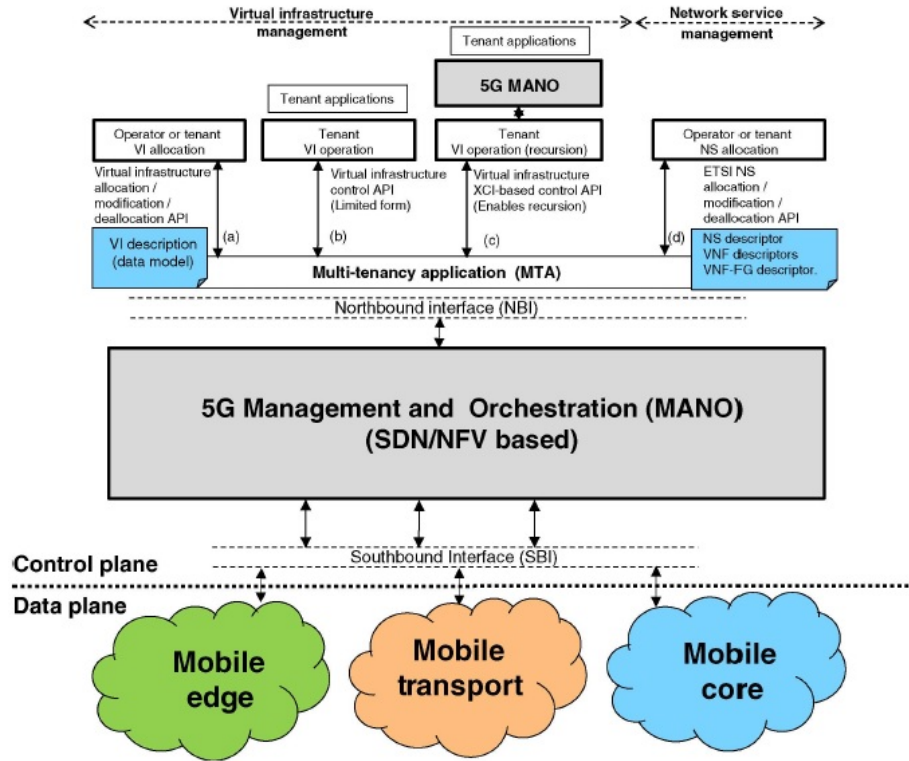 Virtual infrastructure
management
Network service
management
Tenant applications
5G MANO
Tenant applications
Operator or tenant
VI allocation
Tenant
VI operation
Tenant
VI operation (recursion)
Operator or tenant
NS allocation
Virtual infrastructure
allocation /
modification /
deallocation API
(a)
Virtual infrastructure
control API
(Limited form)
(b)
Virtual infrastructure
XCI-based control API
(Enables recursion)
(c)
ETSI NS
allocation /
modification /
deallocation API
(d)
VI description
(data model)
NS descriptor
VNF descriptors
VNF-FG descriptor.
Multi-tenancy application (MTA)
Northbound interface (NBI)
5G Management and Orchestration (MANO)
(SDN/NFV based)
Southbound Interface (SBI)
Control plane
Data plane
Mobile
edge
Mobile
transport
Mobile
core